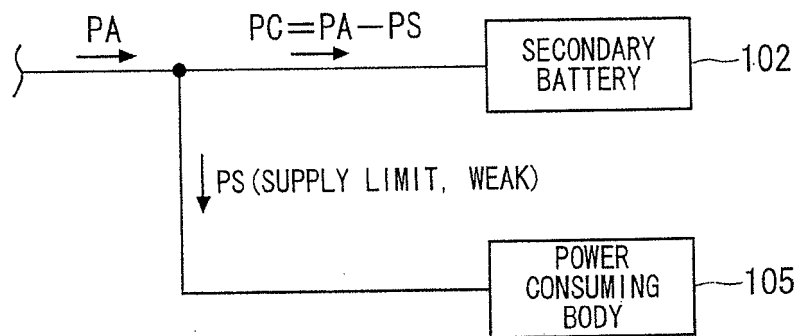 PA
PC=PA-PS
SECONDARY
BATTERY
102
PS(SUPPLY LIMIT, WEAK)
POWER
CONSUMING
BODY
105